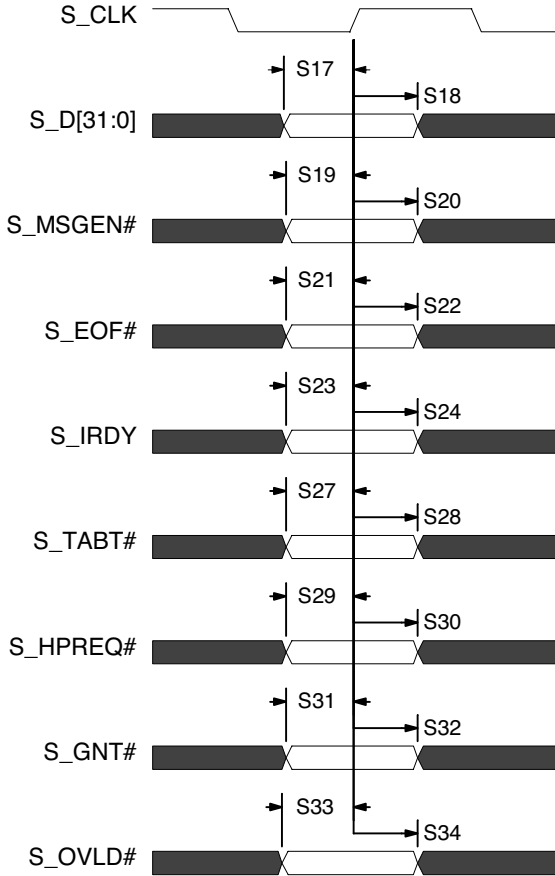 S_CLK
S17
S18
S_D[31:0]
S19
S20
S_MSGEN#
S21
S22
S_EOF#
S23
S24
S_IRDY
S27
S28
S_TABT#
S29
S30
S_HPREQ#
S31
S32
S_GNT#
S33
S34
S_OVLD#